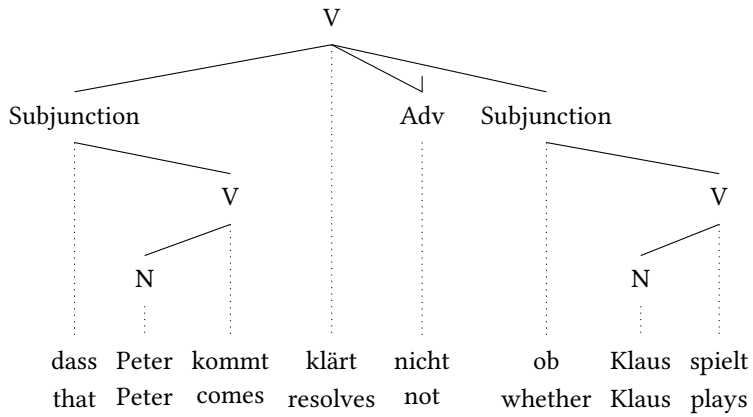 V
Subjunction Adv Subjunction
V V
N N
dass Peter kommt klärt nicht ob Klaus spielt
that Peter comes resolves not whether Klaus plays